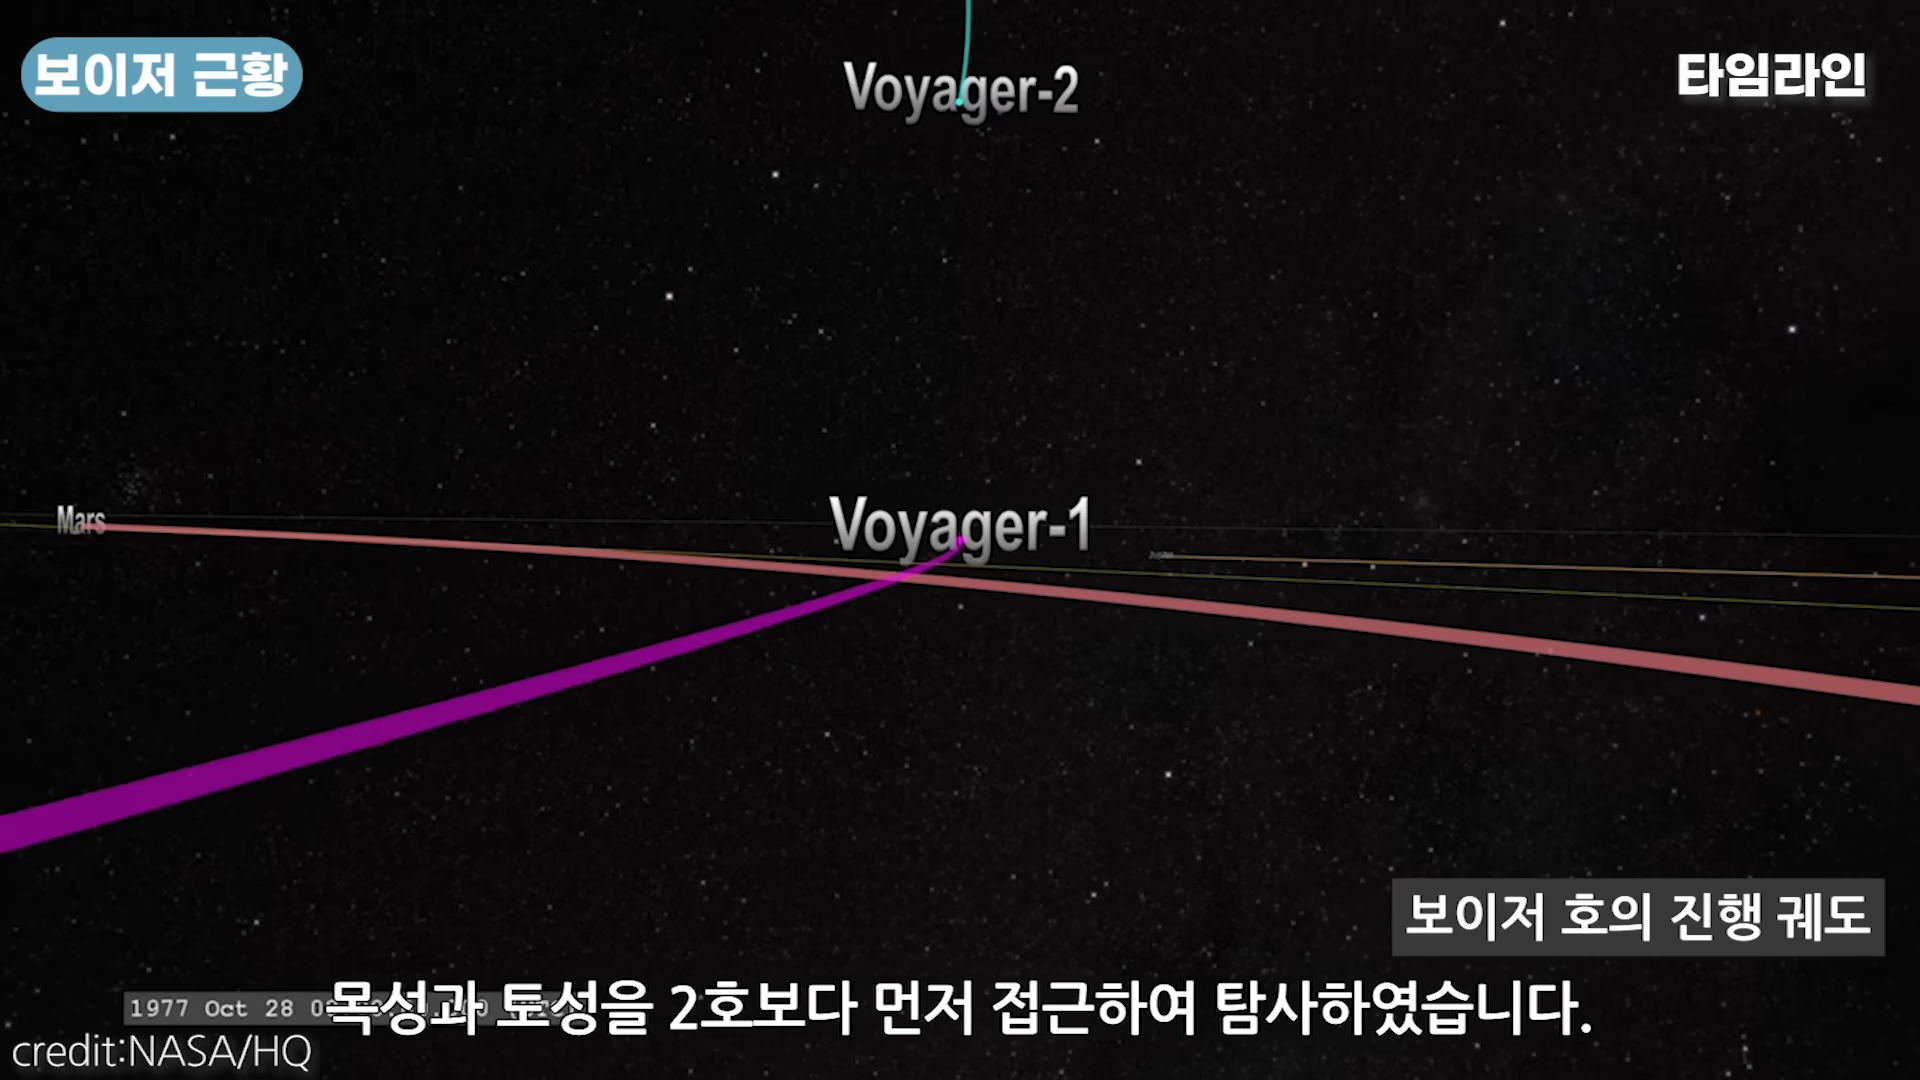 보이저 근황
타임라인
Voyager-2
Mars
Voyager-1
Jupiter
보이저 호의 진행 궤도
1977 Oct 28
목성과 토성을 2호보다 먼저 접근하여 탐사하였습니다.
credit:NASA/HQ